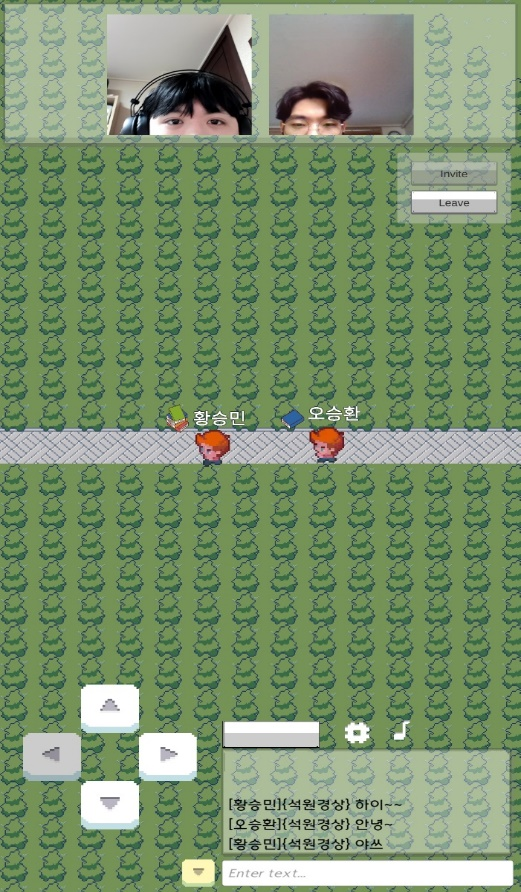 Invite
Leave
황승민
오승환
[황승민]{석원경상} 하이~~
[오승환]{석원경상} 안녕~
[황승민]{석원경상} 야쓰
Enter text...